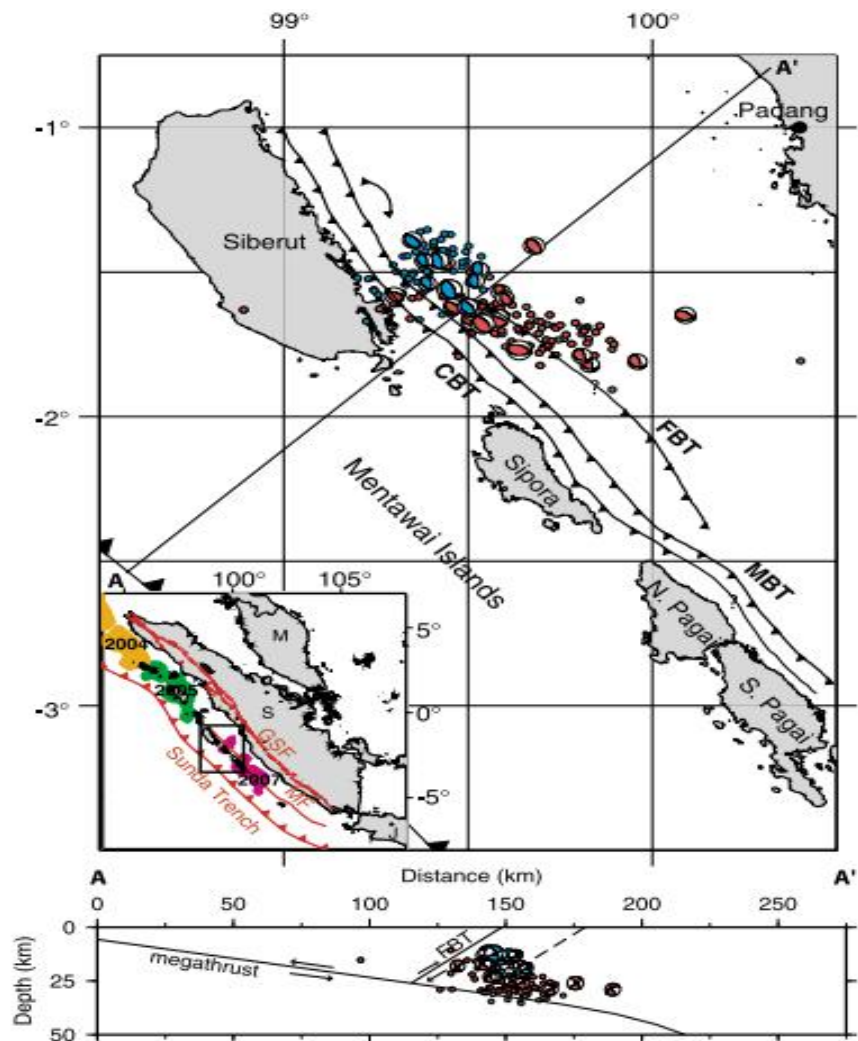 99°
100°
A'
Padang
-1°
Siberut
CBT
-2°
FBT
Sipora
Mentawai Islands
MBT
N. Pagai
S. Pagai
-3°
A
100°
105°
M
5°
2004
2005
S
0°
GSF
MF
2007
Sunda Trench
-5°
J
A
Distance (km)
A'
0
50
100
150
200
250
0
25
50
Depth (km)
megathrust
FBT